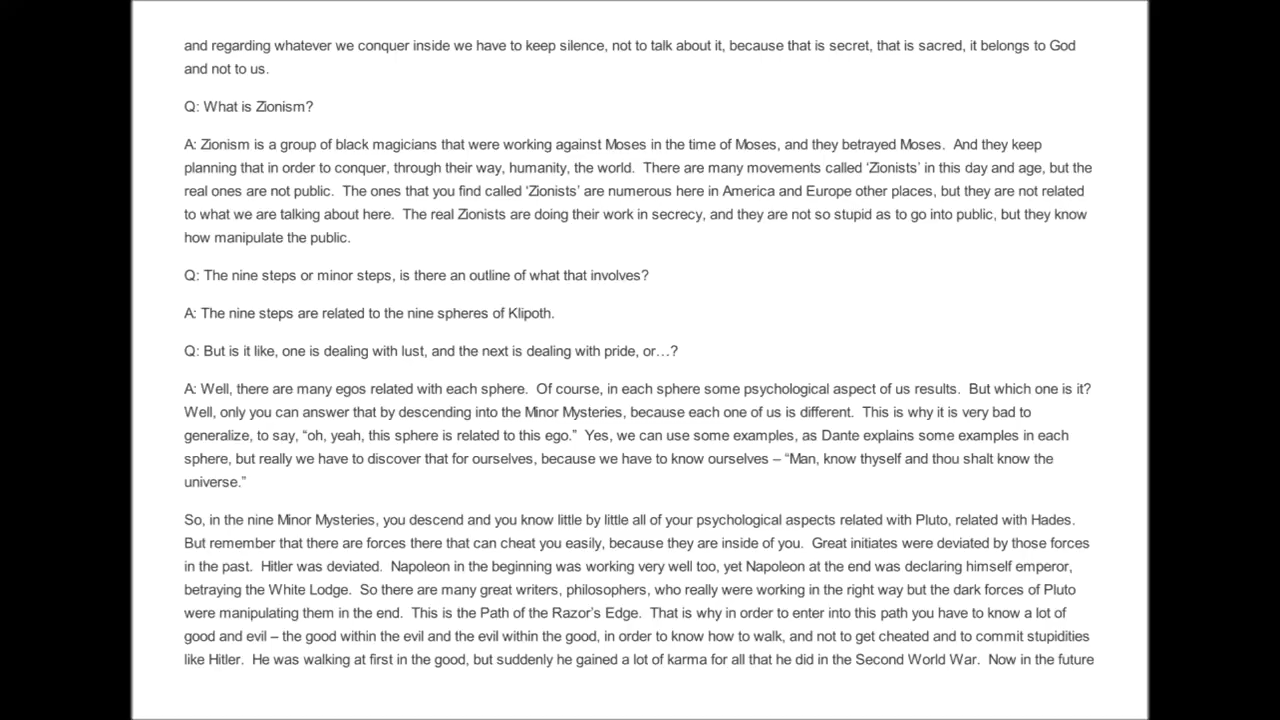 and regarding whatever we conquer inside we have to keep silence, not to talk about it, because that is secret, that is sacred, it belongs to God
and not to us.
Q: What is Zionism?
A: Zionism is a group of black magicians that were working against Moses in the time of Moses, and they betrayed Moses.  And they keep
planning that in order to conquer, through their way, humanity, the world.  There are many movements called ‘Zionists’ in this day and age, but the
real ones are not public.  The ones that you find called ‘Zionists’ are numerous here in America and Europe other places, but they are not related
to what we are talking about here.  The real Zionists are doing their work in secrecy, and they are not so stupid as to go into public, but they know
how manipulate the public.
Q: The nine steps or minor steps, is there an outline of what that involves?
A: The nine steps are related to the nine spheres of Klipoth.
Q: But is it like, one is dealing with lust, and the next is dealing with pride, or…?
A: Well, there are many egos related with each sphere.  Of course, in each sphere some psychological aspect of us results.  But which one is it?
Well, only you can answer that by descending into the Minor Mysteries, because each one of us is different.  This is why it is very bad to
generalize, to say, “oh, yeah, this sphere is related to this ego.”  Yes, we can use some examples, as Dante explains some examples in each
sphere, but really we have to discover that for ourselves, because we have to know ourselves – “Man, know thyself and thou shalt know the
universe.”
So, in the nine Minor Mysteries, you descend and you know little by little all of your psychological aspects related with Pluto, related with Hades.
But remember that there are forces there that can cheat you easily, because they are inside of you.  Great initiates were deviated by those forces
in the past.  Hitler was deviated.  Napoleon in the beginning was working very well too, yet Napoleon at the end was declaring himself emperor,
betraying the White Lodge.  So there are many great writers, philosophers, who really were working in the right way but the dark forces of Pluto
were manipulating them in the end.  This is the Path of the Razor’s Edge.  That is why in order to enter into this path you have to know a lot of
good and evil – the good within the evil and the evil within the good, in order to know how to walk, and not to get cheated and to commit stupidities
like Hitler.  He was walking at first in the good, but suddenly he gained a lot of karma for all that he did in the Second World War.  Now in the future